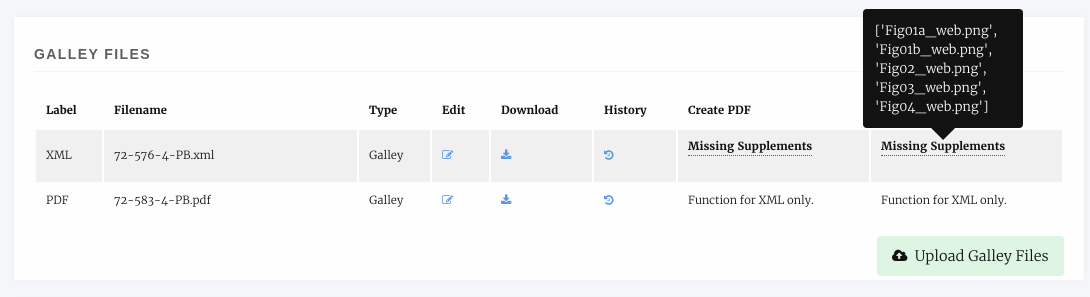 ['Fig01a_web.png',
'Fig01b_web.png',
'Fig02_web.png',
'Fig03_web.png',
'Fig04_web.png']
GALLEY FILES
Label Filename Type Edit Download History Create PDF
XML 72-576-4-PB.xml Galley Missing Supplements Missing Supplements
PDF 72-583-4-PB.pdf Galley Function for XML only. Function for XML only.
Upload Galley Files